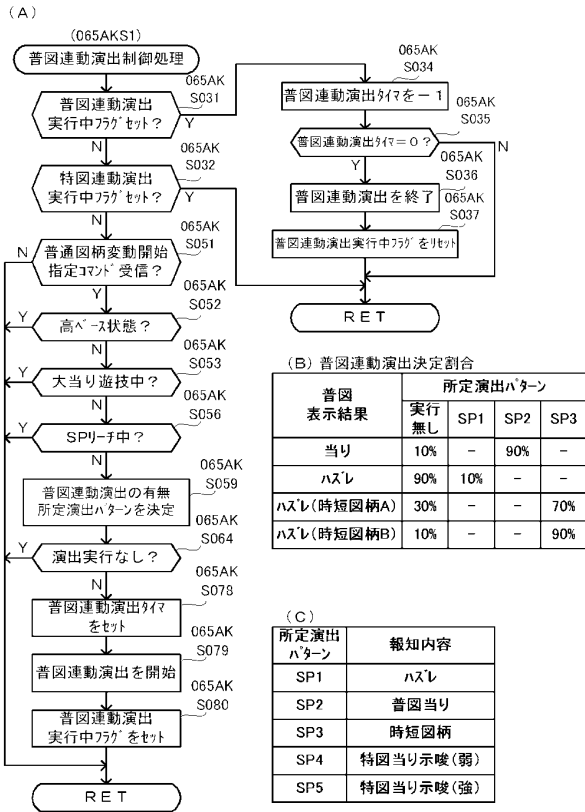 (A)
(065AKS1)
普図連動演出制御処理
065AK
S031
普図連動演出
実行中フラグセット？
Y
N
065AK
S032
特図連動演出
実行中フラグセット？
Y
N
065AK
S051
普通図柄変動開始
指定コマンド受信？
N
Y
065AK
S052
高ベース状態？
Y
N
065AK
S053
大当り遊技中？
Y
N
065AK
S056
SPリーチ中？
Y
N
065AK
S059
普図連動演出の有無
所定演出パターンを決定
065AK
S064
演出実行なし？
Y
N
065AK
S078
普図連動演出タイマ
をセット
065AK
S079
普図連動演出を開始
065AK
S080
普図連動演出
実行中フラグをセット
RET
065AK
S034
普図連動演出タイマを－1
065AK
S035
普図連動演出タイマ＝0？
N
Y
065AK
S036
普図連動演出を終了
065AK
S037
普図連動演出実行中フラグをリセット
RET
(B) 普図連動演出決定割合
普図
表示結果
所定演出パターン
実行
無し
SP1
SP2
SP3
当り
10%
－
90%
－
ハズレ
90%
10%
－
－
ハズレ(時短図柄A)
30%
－
－
70%
ハズレ(時短図柄B)
10%
－
－
90%
(C)
所定演出
パターン
報知内容
SP1
ハズレ
SP2
普図当り
SP3
時短図柄
SP4
特図当り示唆(弱)
SP5
特図当り示唆(強)